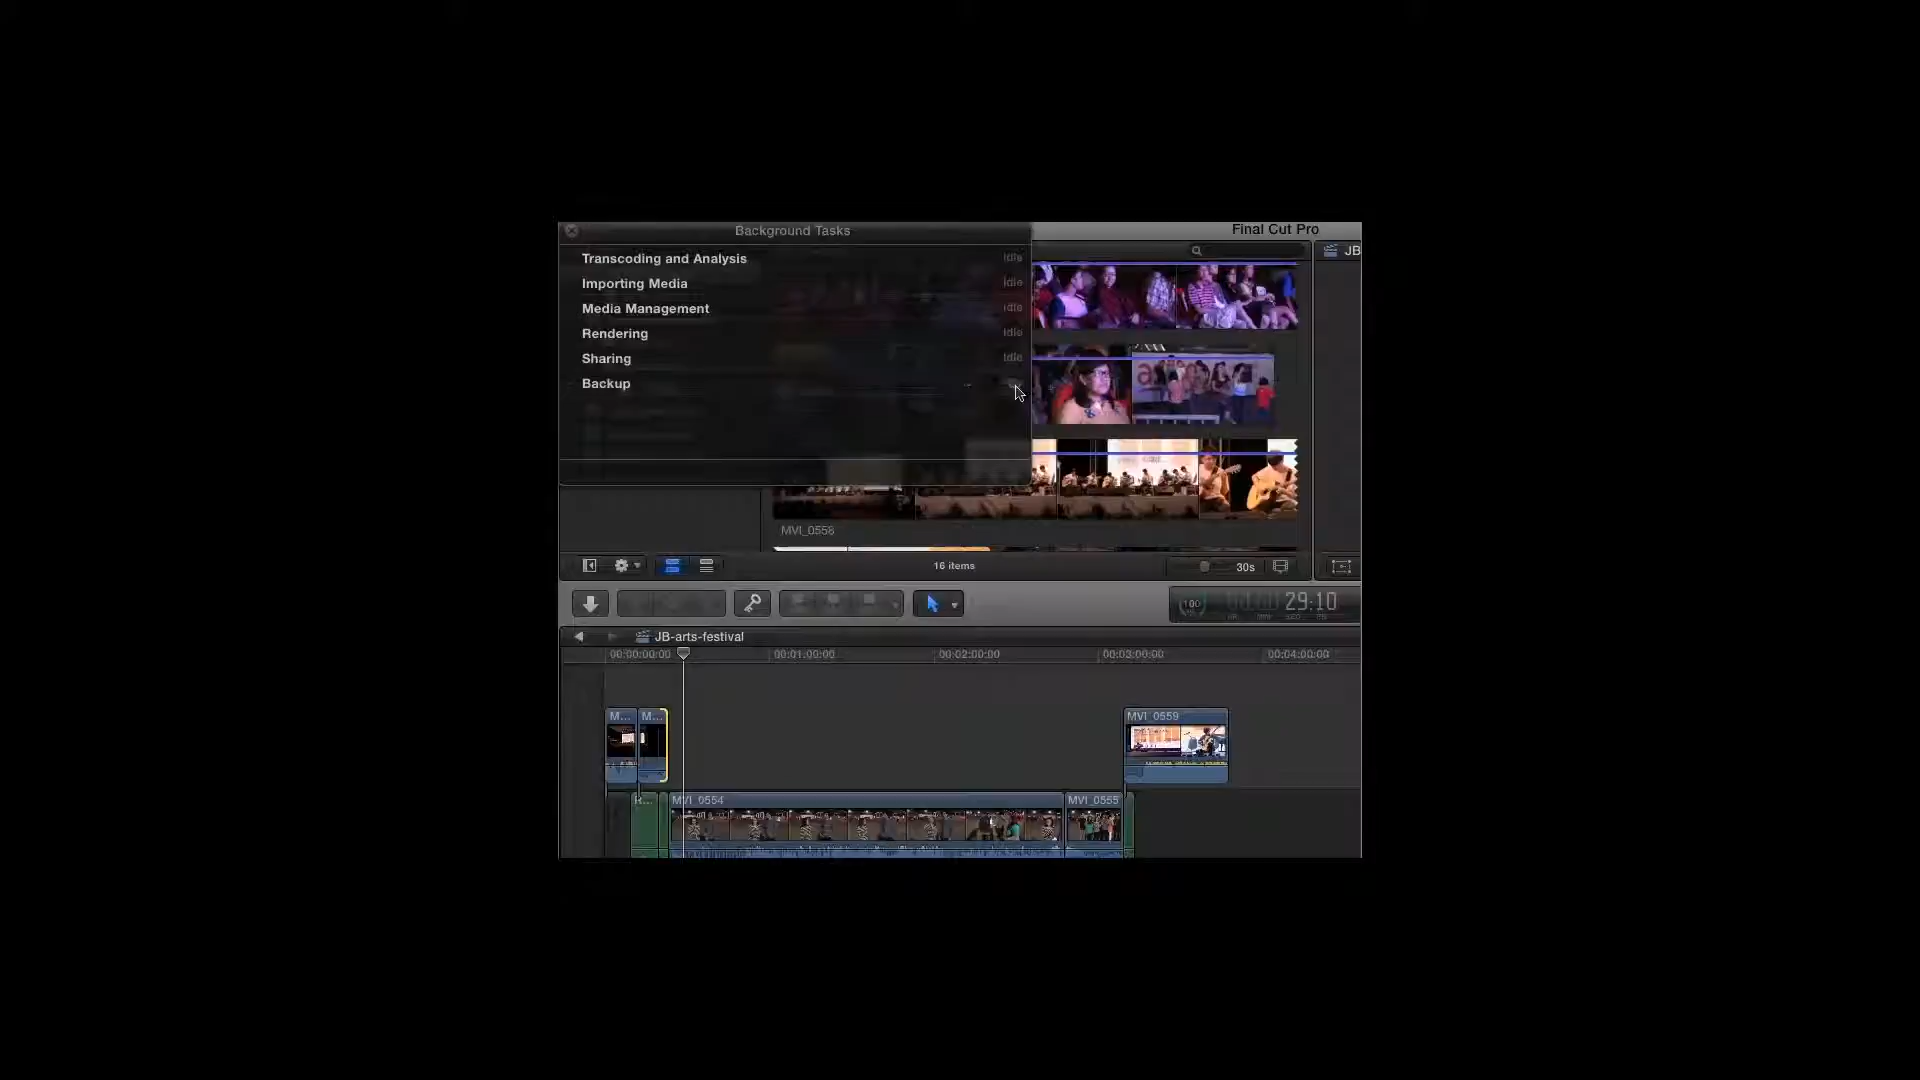 Background Tasks
Final Cut Pro
Transcoding and Analysis Idle
JB
Importing Media Idle
Media Management Idle
Rendering Idle
Sharing Idle
Backup
MVI_0558
16 items
30s
100
29:10
JB-arts-festival
00:00:00:00 00:01:00:00 00:02:00:00 00:03:00:00 00:04:00:00
M... M... MVI_0559
R... MVI_0554 MVI_0555